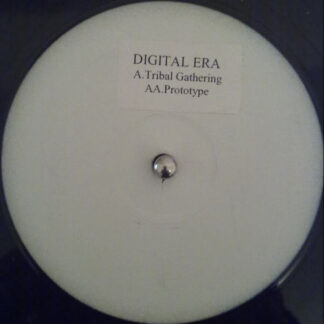 DIGITAL ERA
A.Tribal Gathering
AA.Prototype